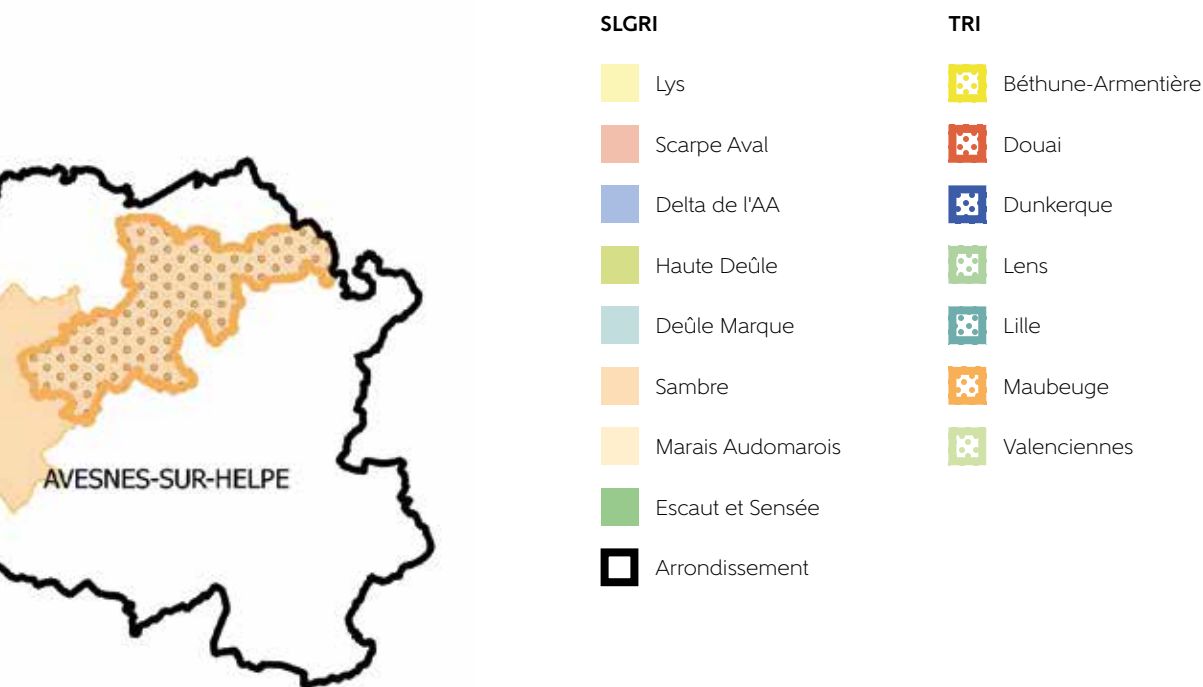 AVESNES-SUR-HELPE
SLGRI
Lys
Scarpe Aval
Delta de l'AA
Haute Deûle
Deûle Marque
Sambre
Marais Audomarois
Escaut et Sensée
Arrondissement
TRI
Béthune-Armentière
Douai
Dunkerque
Lens
Lille
Maubeuge
Valenciennes